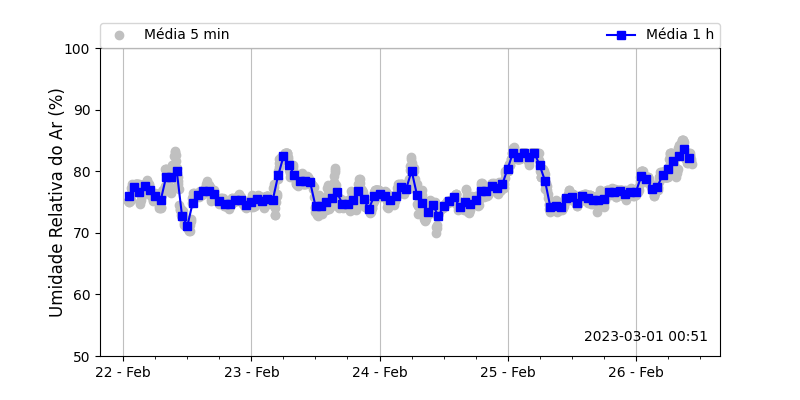 Média 5 min
Média 1 h
Umidade Relativa do Ar (%)
100
90
80
70
60
50
2023-03-01 00:51
22 - Feb
23 - Feb
24 - Feb
25 - Feb
26 - Feb